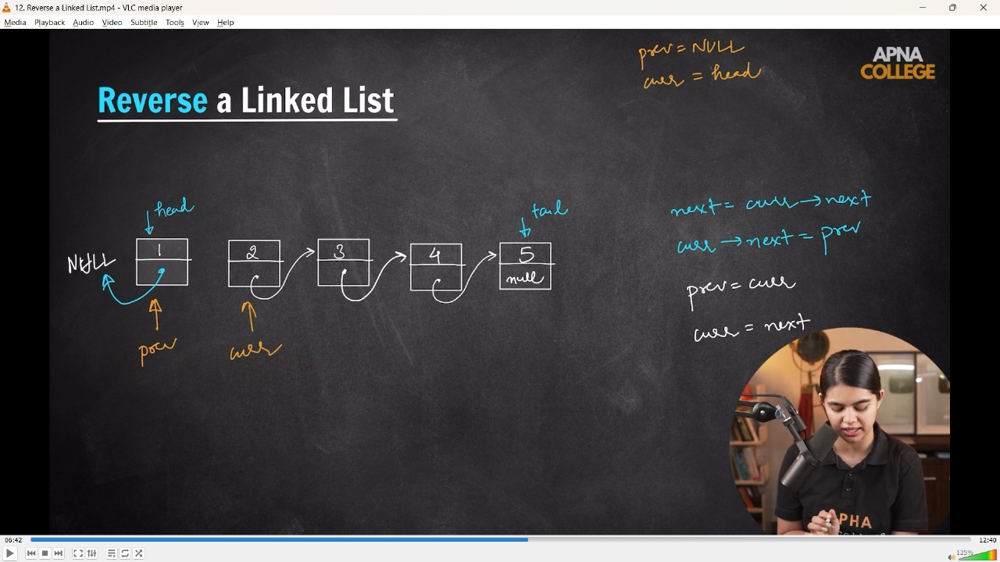 12. Reverse a Linked List.mp4 - VLC media player
Media Playback Audio Video Subtitle Tools View Help
prev = NULL
curr = head
APNA
COLLEGE
Reverse a Linked List
head
tail
NULL
1
2
3
4
5
null
prev
curr
next = curr → next
curr → next = prev
prev = curr
curr = next
PHA
06:42
12:40
125%